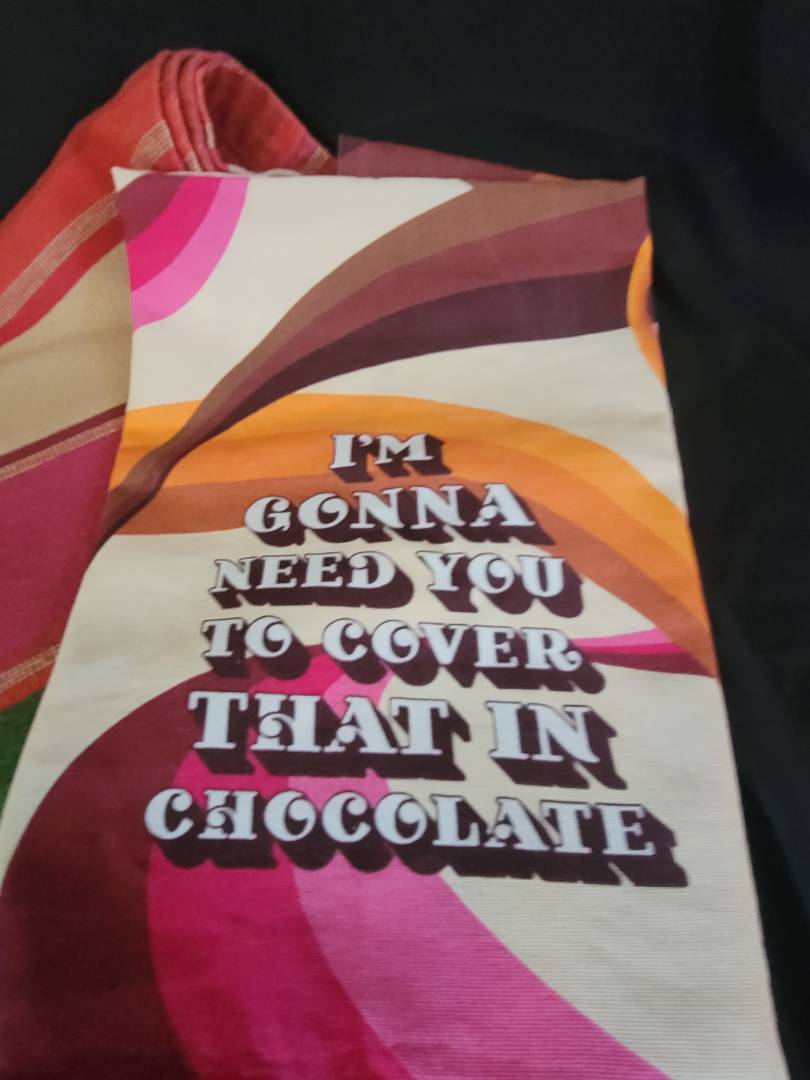 I'M
GONNA
NEED YOU
TO COVER
THAT IN
CHOCOLATE